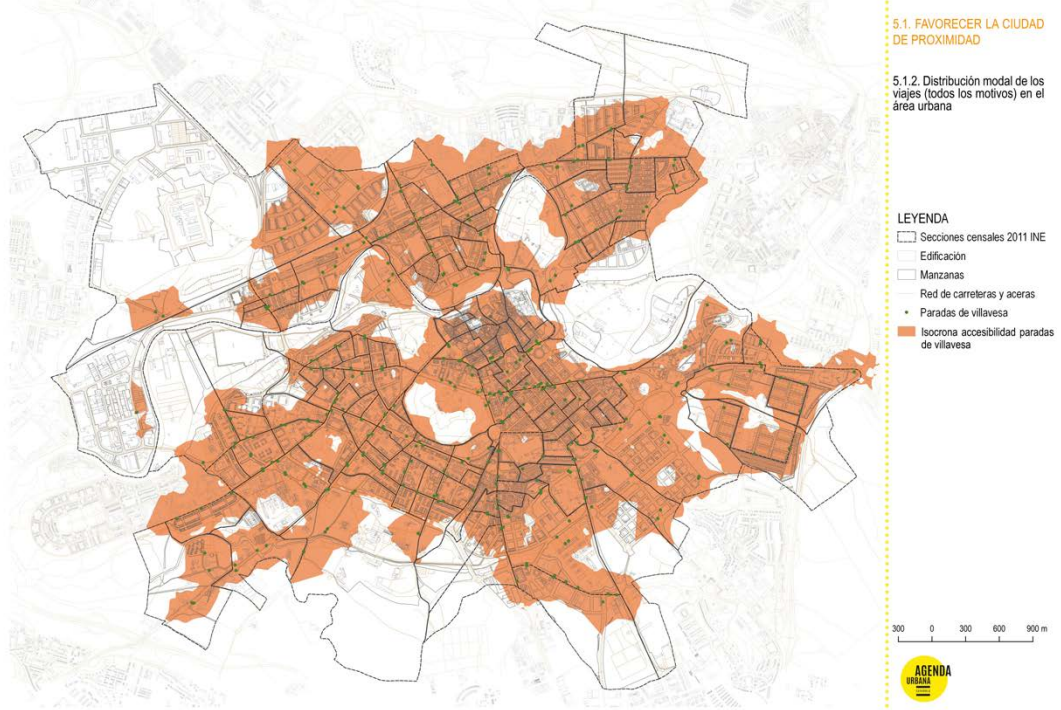 5.1. FAVORECER LA CIUDAD
DE PROXIMIDAD
5.1.2. Distribución modal de los
viajes (todos los motivos) en el
área urbana
LEYENDA
Secciones censales 2011 INE
Edificación
Manzanas
Red de carreteras y aceras
Paradas de villavesa
Isocrona accesibilidad paradas
de villavesa
300 0 300 600 900 m
AGENDA
URBANA